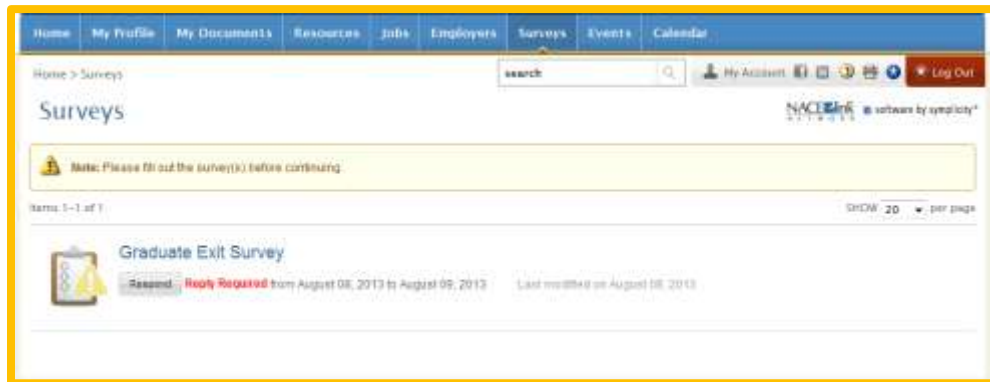 Home My Profile My Documents Resources Jobs Employers Surveys Events Calendar
Home > Surveys search My Account Log Out
Surveys NACElink NETWORK software by symplicity
Note: Please fill out the survey(s) before continuing.
Items 1-1 of 1 SHOW 20 per page
Graduate Exit Survey
Respond Reply Required from August 08, 2013 to August 09, 2013 Last modified on August 08, 2013